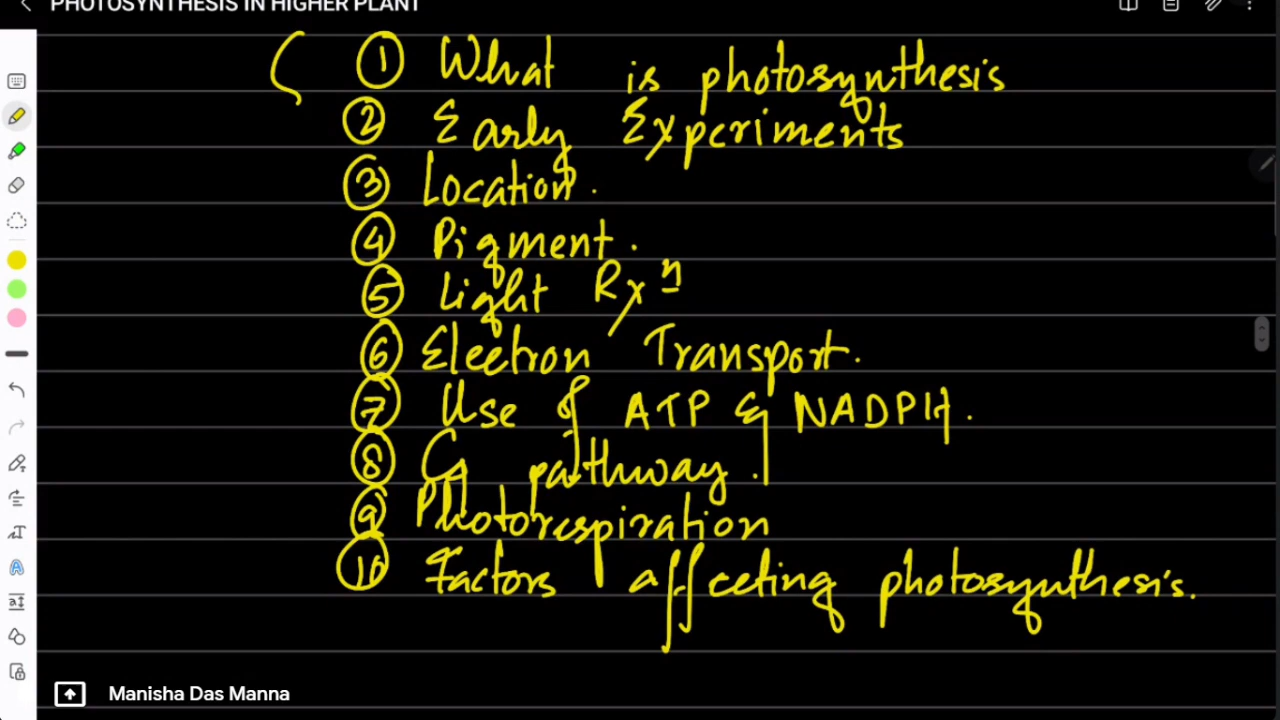 PHOTOSYNTHESIS IN HIGHER PLANT
1 What is photosynthesis
2 Early Experiments
3 Location.
4 Pigment.
5 Light Rxn
6 Electron Transport.
7 Use of ATP & NADPH.
8 C4 pathway.
9 Photorespiration
10 Factors affecting photosynthesis.
Manisha Das Manna